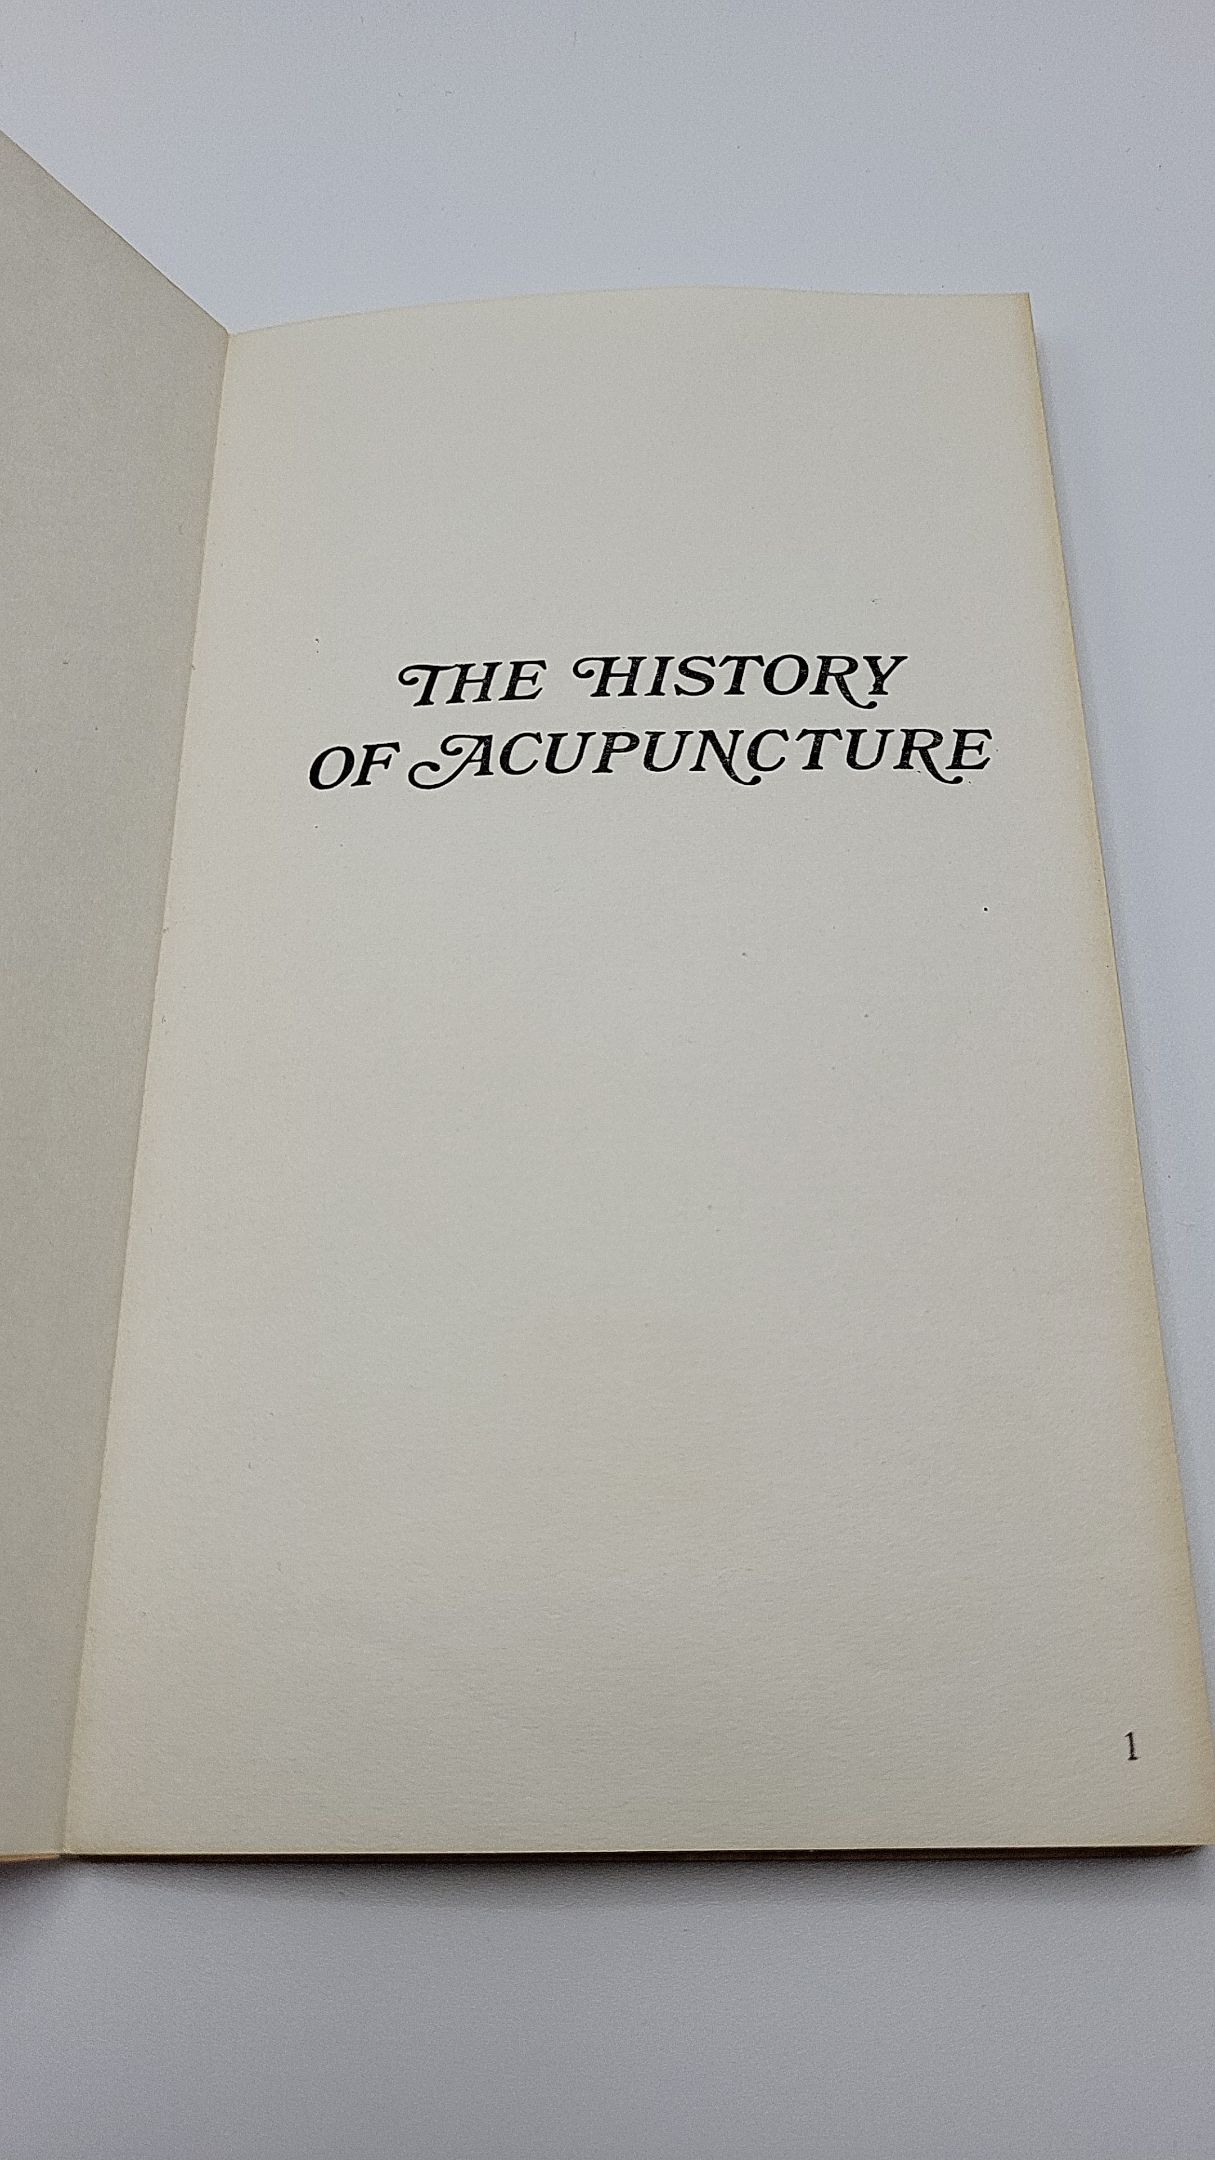 THE HISTORY
OF ACUPUNCTURE
1